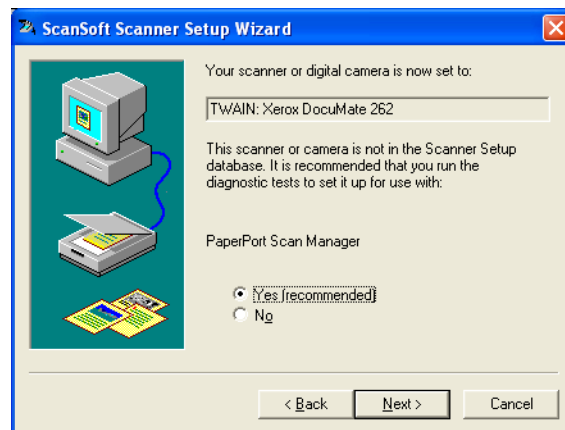 ScanSoft Scanner Setup Wizard
Your scanner or digital camera is now set to:
TWAIN: Xerox DocuMate 262
This scanner or camera is not in the Scanner Setup
database. It is recommended that you run the
diagnostic tests to set it up for use with:
PaperPort Scan Manager
Yes (recommended)
No
< Back
Next >
Cancel